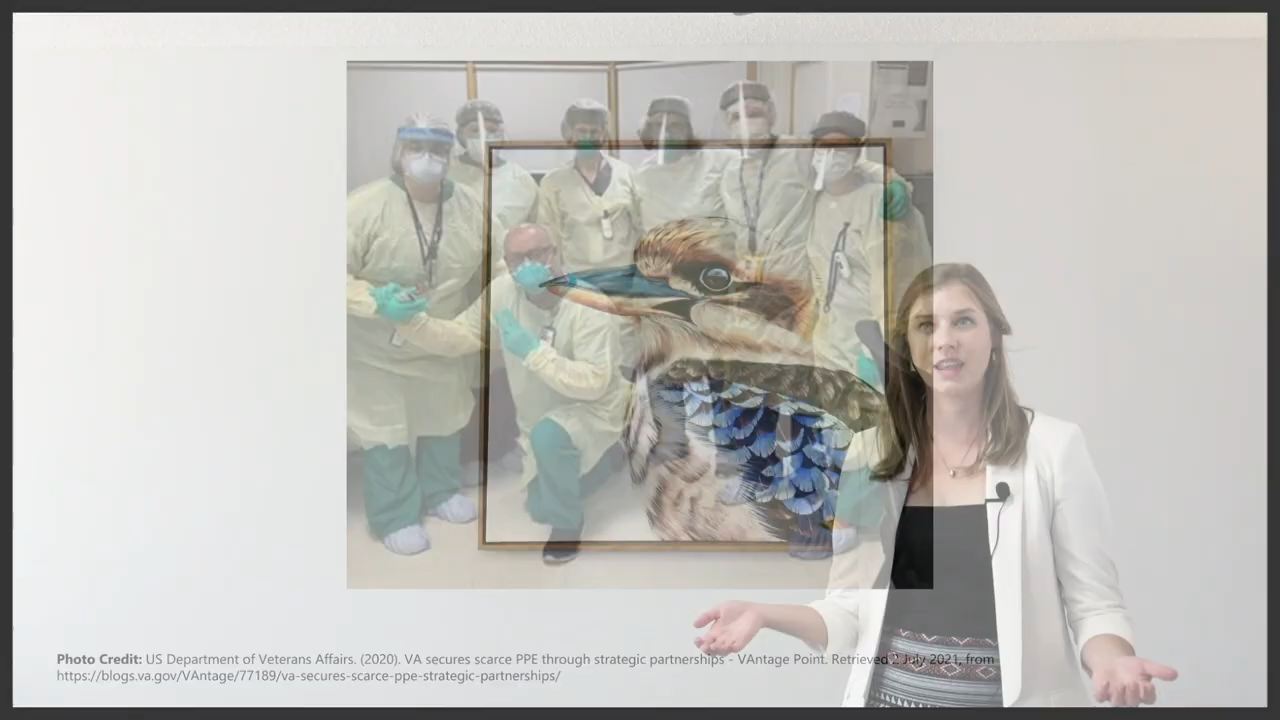 Photo Credit: US Department of Veterans Affairs. (2020). VA secures scarce PPE through strategic partnerships - VAntage Point. Retrieved 2 July 2021, from
https://blogs.va.gov/VAntage/77189/va-secures-scarce-ppe-strategic-partnerships/